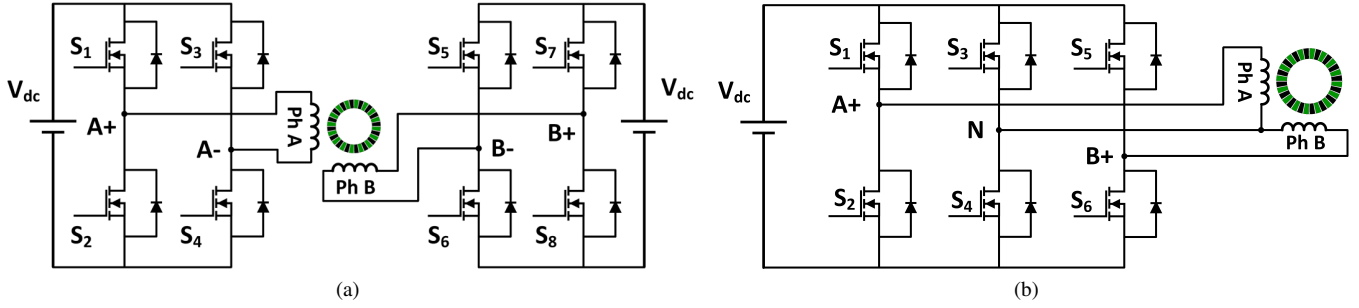 S1
S3
S5
S7
Vdc
Vdc
A+
A-
Ph A
Ph B
B-
B+
S2
S4
S6
S8
(a)
S1
S3
S5
Vdc
A+
N
B+
Ph A
Ph B
S2
S4
S6
(b)